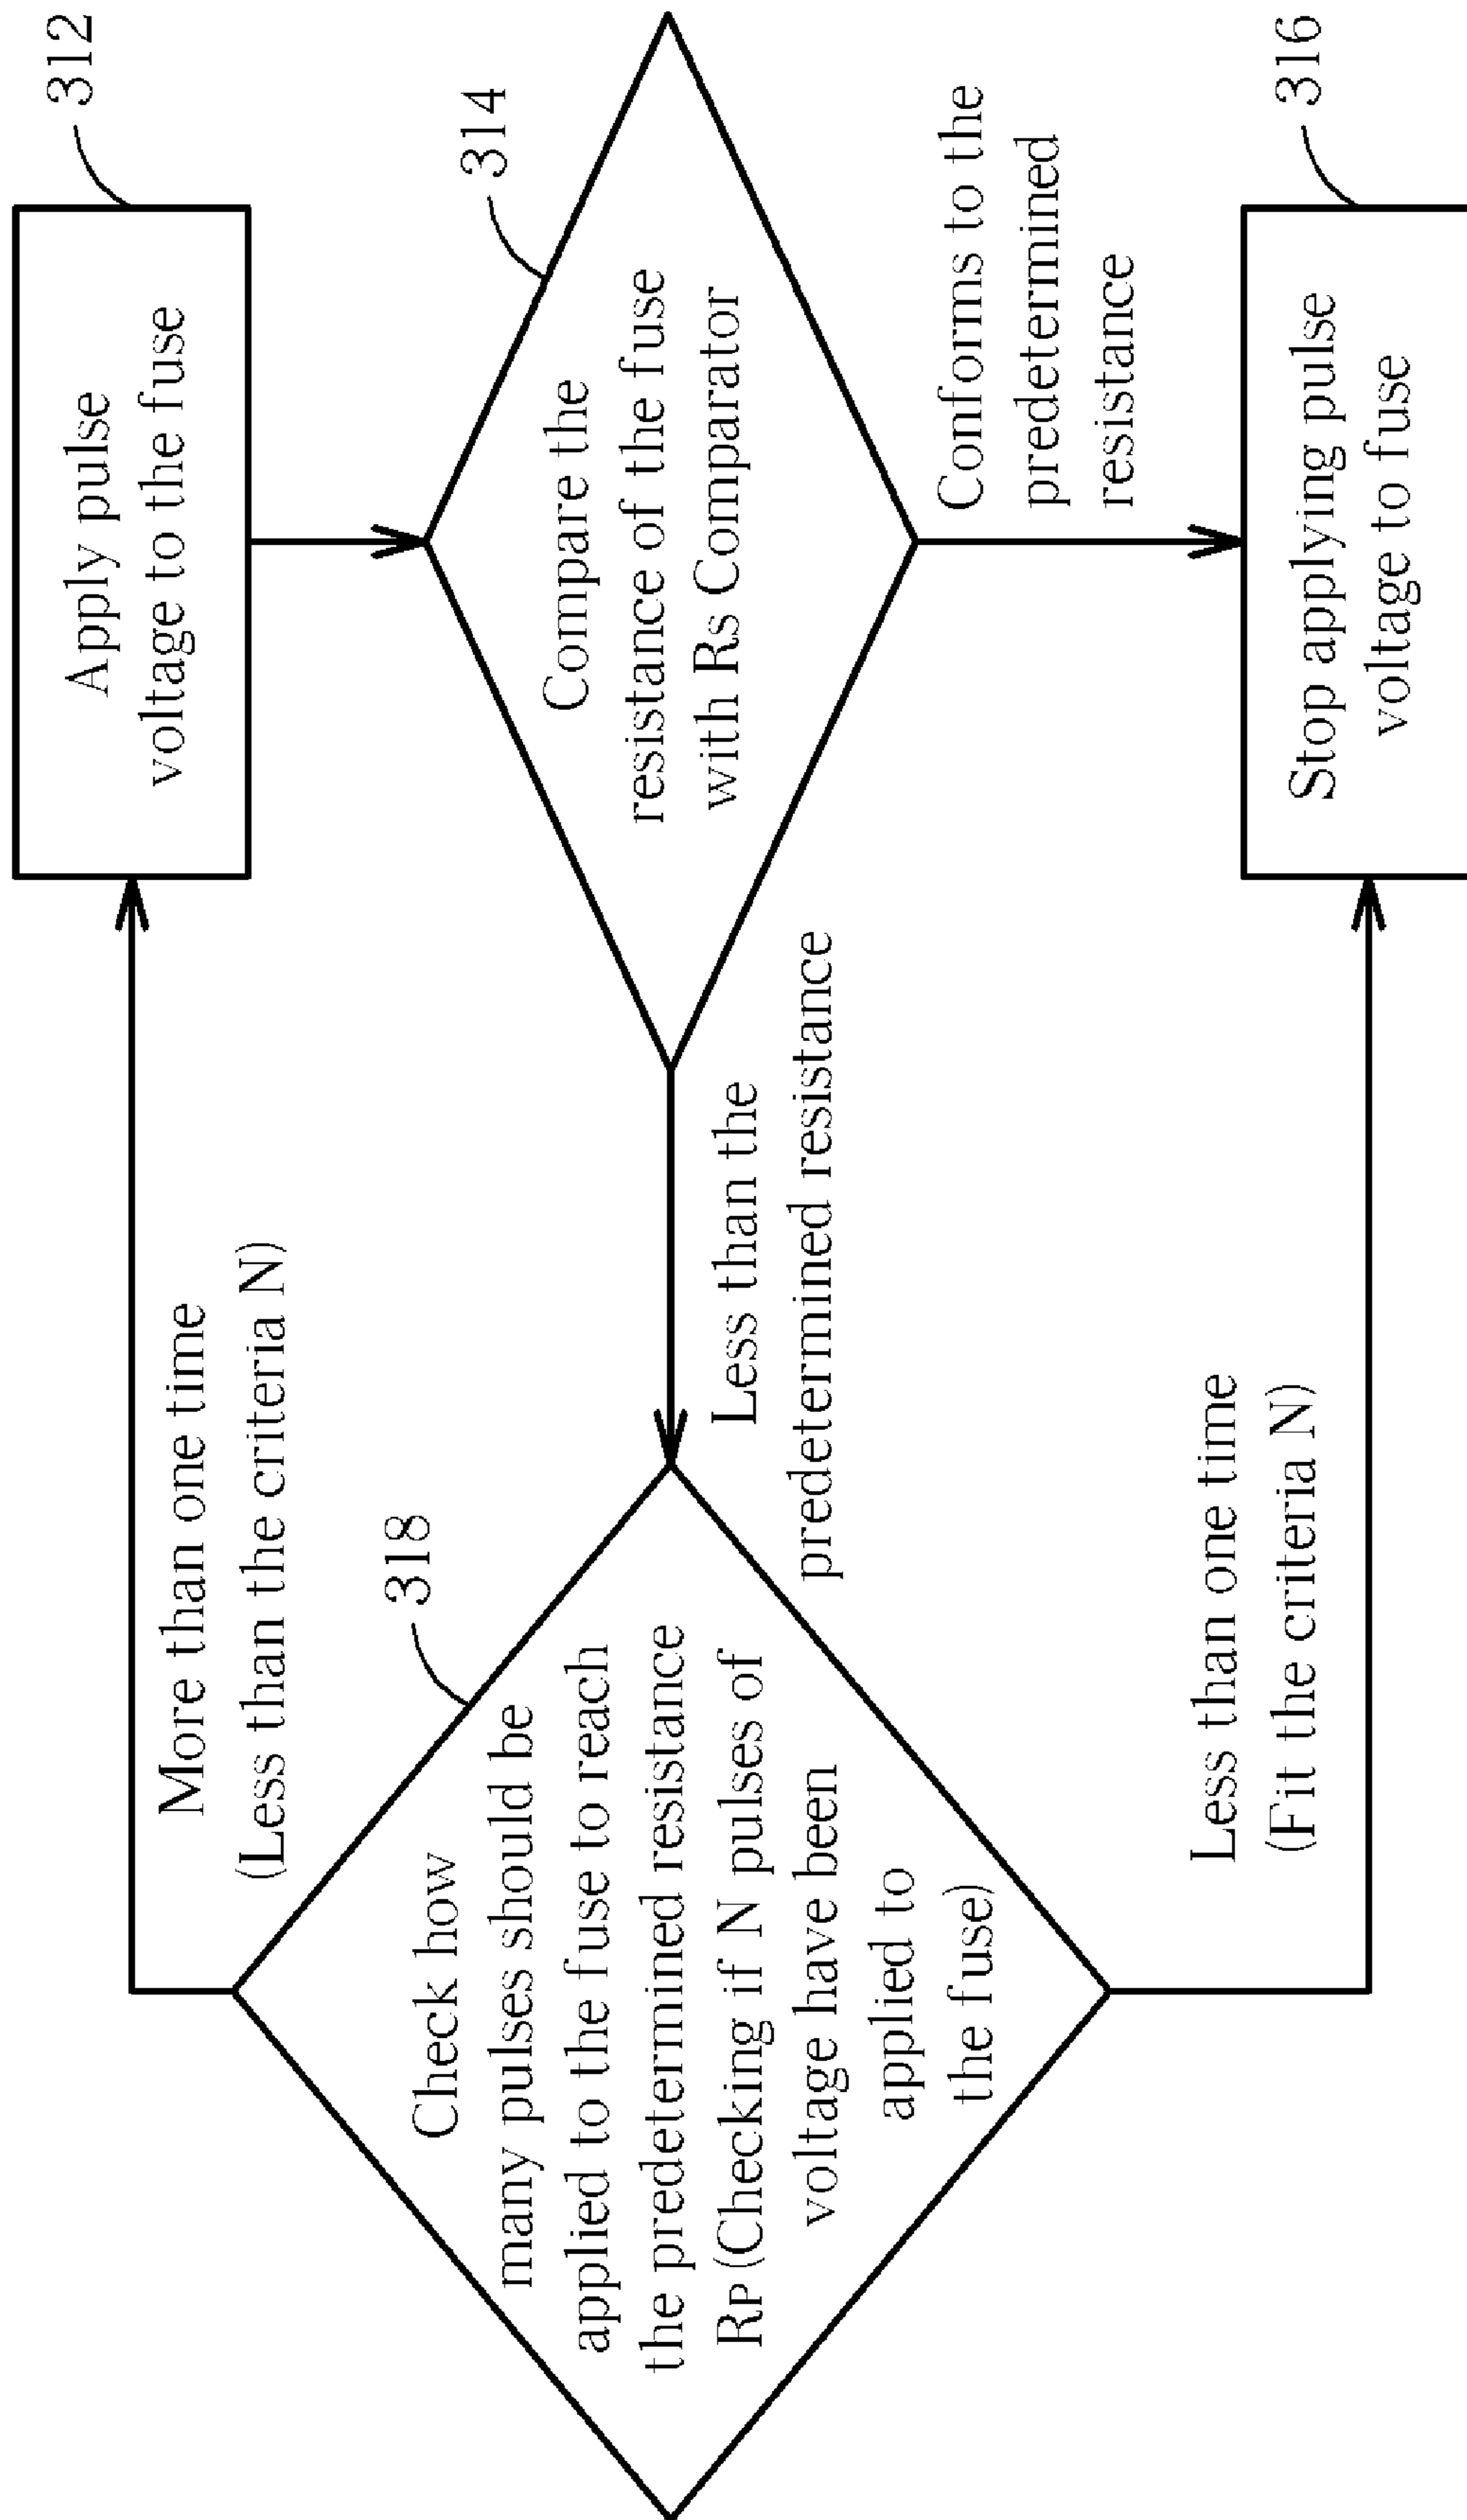 312
Apply pulse
voltage to the fuse
314
Compare the
resistance of the fuse
with Rs Comparator
Conforms to the
predetermined
resistance
316
Stop applying pulse
voltage to fuse
Less than the
predetermined resistance
318
Check how
many pulses should be
applied to the fuse to reach
the predetermined resistance
RP(Checking if N pulses of
voltage have been
applied to
the fuse)
More than one time
(Less than the criteria N)
Less than one time
(Fit the criteria N)